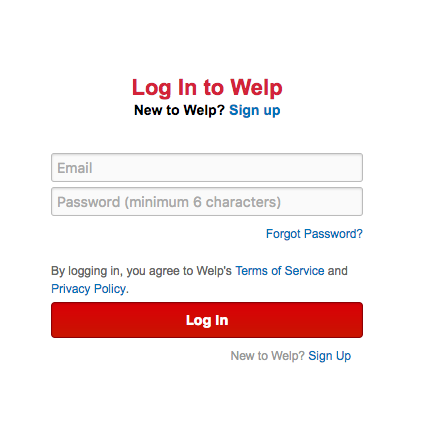 Log In to Welp
New to Welp? Sign up
Email
Password (minimum 6 characters)
Forgot Password?
By logging in, you agree to Welp's Terms of Service and
Privacy Policy.
Log In
New to Welp? Sign Up